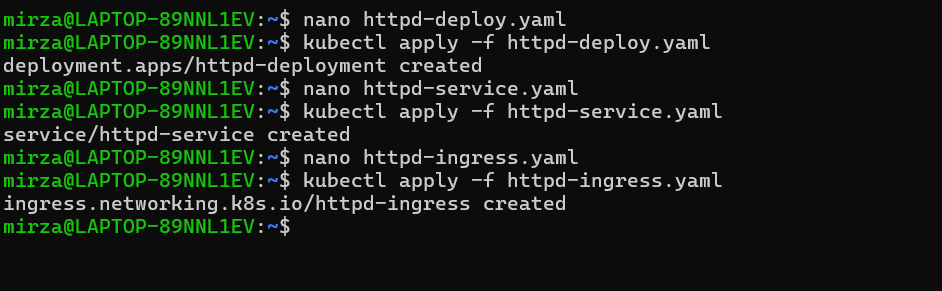 mirza@LAPTOP-89NNL1EV:~$ nano httpd-deploy.yaml
mirza@LAPTOP-89NNL1EV:~$ kubectl apply -f httpd-deploy.yaml
deployment.apps/httpd-deployment created
mirza@LAPTOP-89NNL1EV:~$ nano httpd-service.yaml
mirza@LAPTOP-89NNL1EV:~$ kubectl apply -f httpd-service.yaml
service/httpd-service created
mirza@LAPTOP-89NNL1EV:~$ nano httpd-ingress.yaml
mirza@LAPTOP-89NNL1EV:~$ kubectl apply -f httpd-ingress.yaml
ingress.networking.k8s.io/httpd-ingress created
mirza@LAPTOP-89NNL1EV:~$